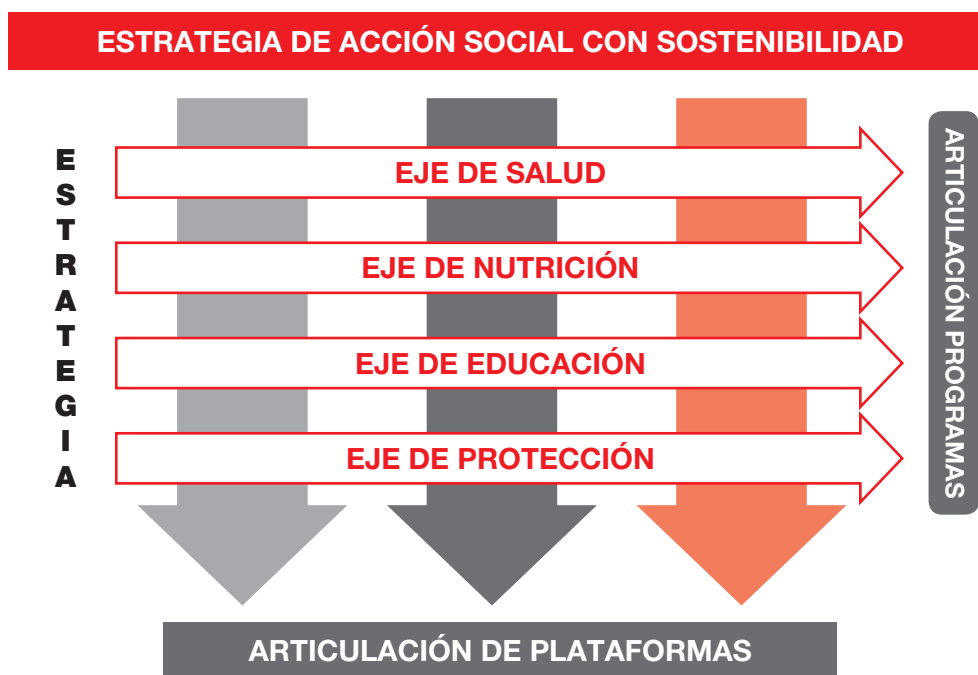 ESTRATEGIA DE ACCIÓN SOCIAL CON SOSTENIBILIDAD
ESTRATEGIA
EJE DE SALUD
EJE DE NUTRICIÓN
EJE DE EDUCACIÓN
EJE DE PROTECCIÓN
ARTICULACIÓN PROGRAMAS
ARTICULACIÓN DE PLATAFORMAS